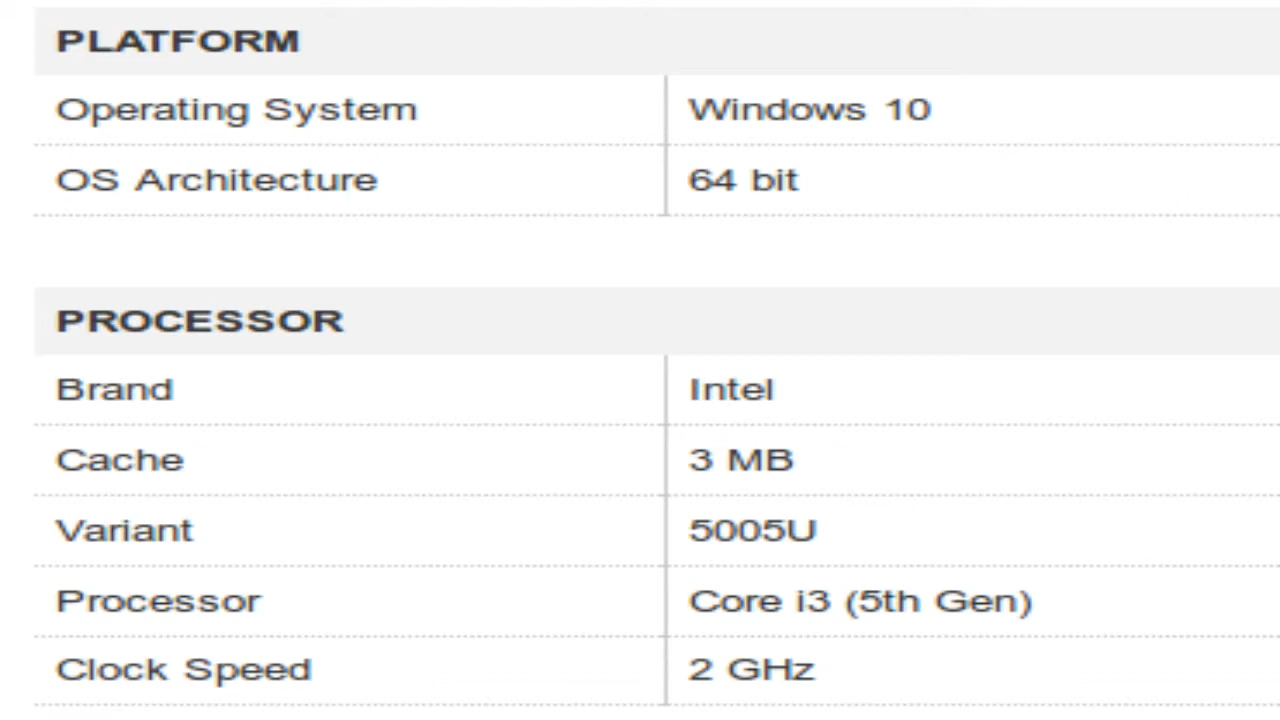 PLATFORM
Operating System Windows 10
OS Architecture 64 bit
PROCESSOR
Brand Intel
Cache 3 MB
Variant 5005U
Processor Core i3 (5th Gen)
Clock Speed 2 GHz